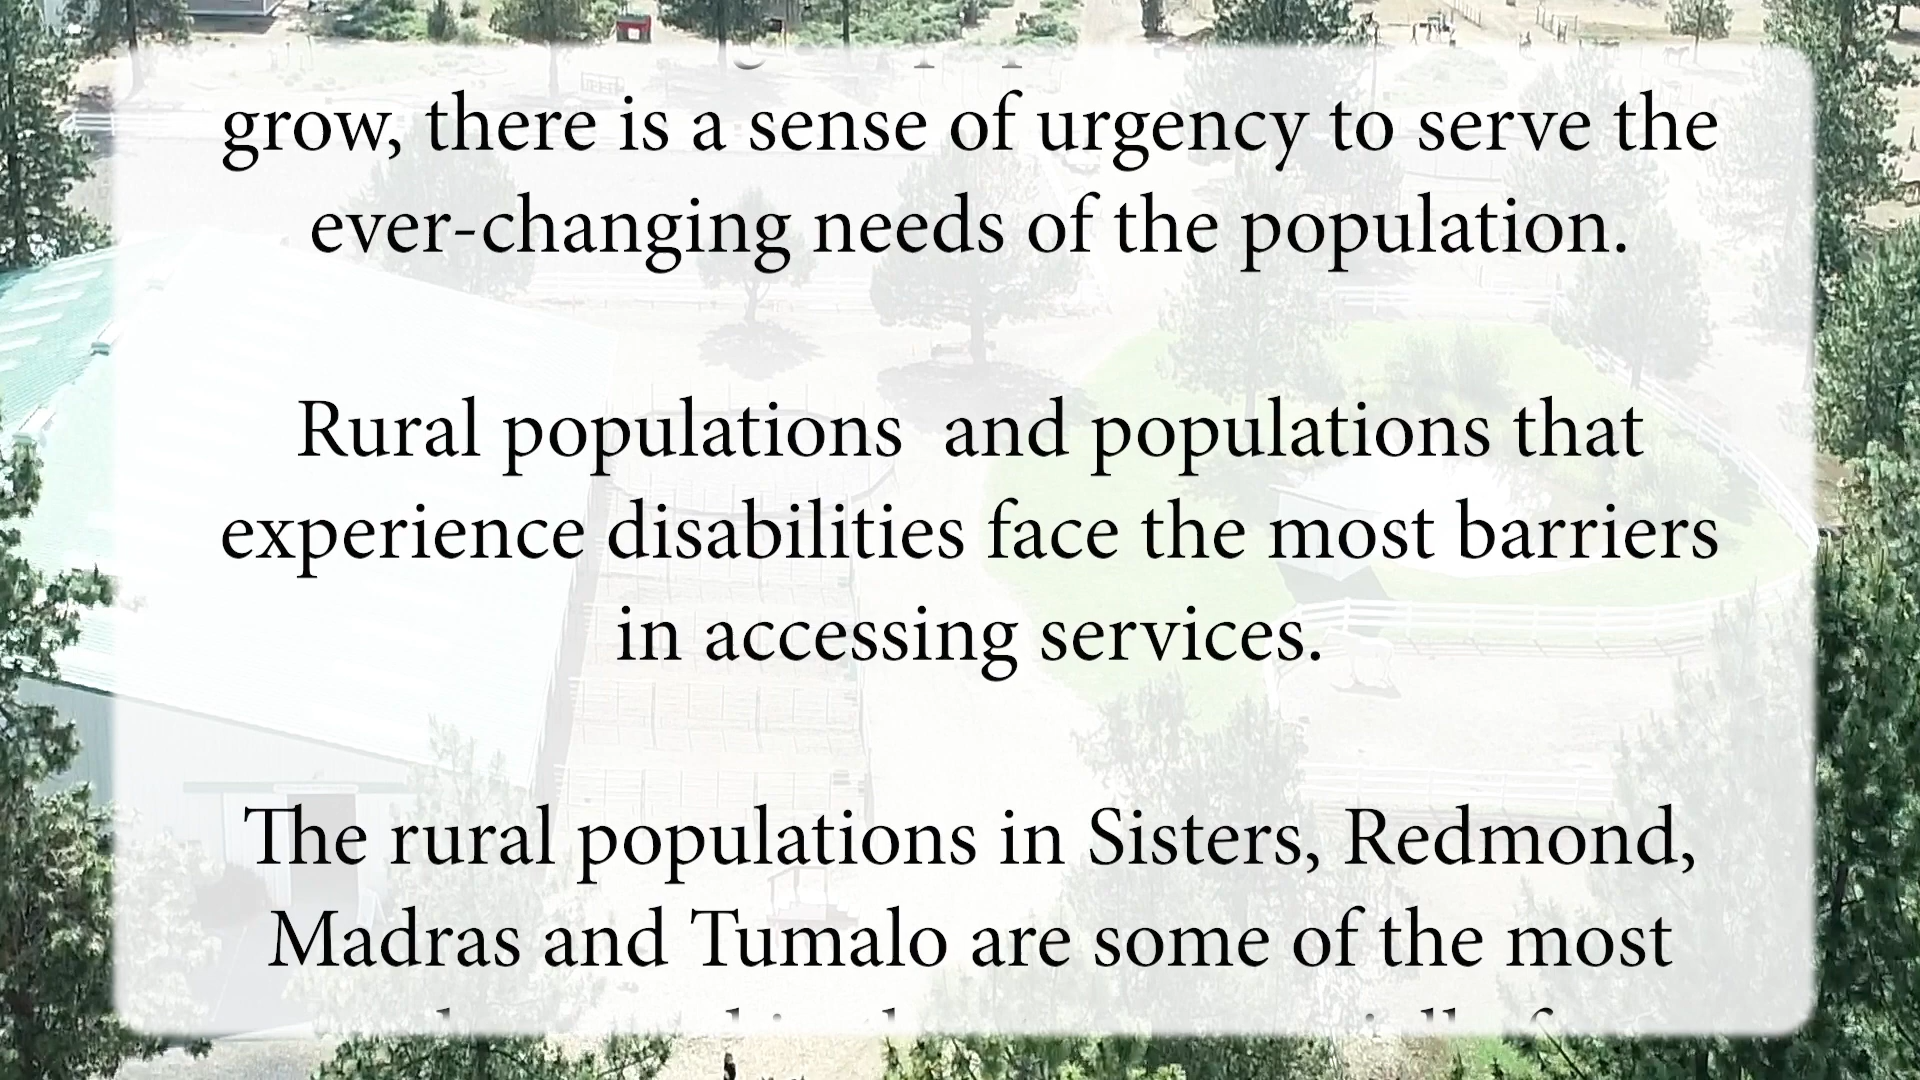 grow, there is a sense of urgency to serve the
ever-changing needs of the population.
Rural populations  and populations that
experience disabilities face the most barriers
in accessing services.
The rural populations in Sisters, Redmond,
Madras and Tumalo are some of the most